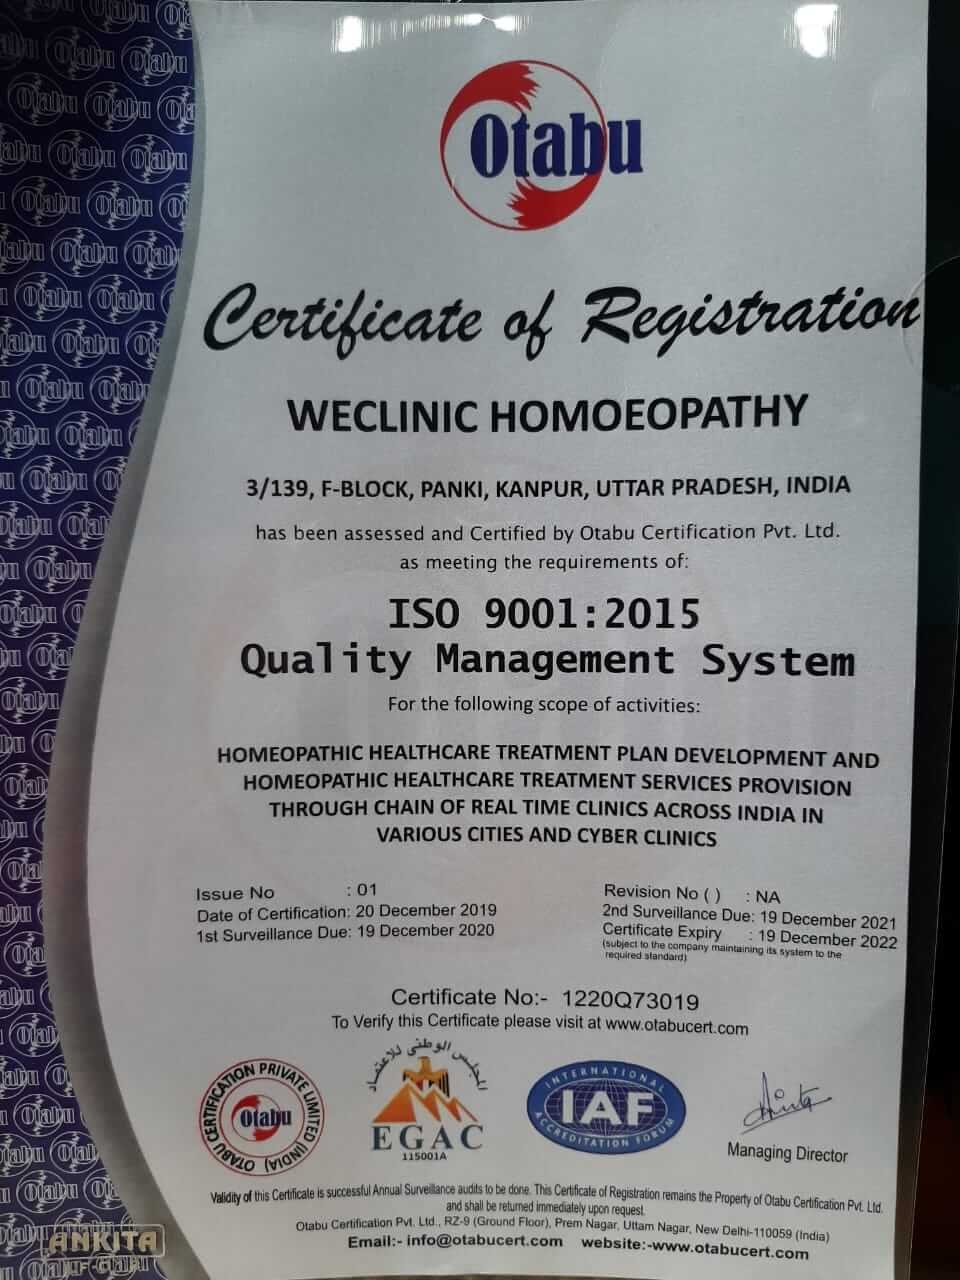 Otabu
Certificate of Registration
WECLINIC HOMOEOPATHY
3/139, F-BLOCK, PANKI, KANPUR, UTTAR PRADESH, INDIA
has been assessed and Certified by Otabu Certification Pvt. Ltd.
as meeting the requirements of:
ISO 9001:2015
Quality Management System
For the following scope of activities:
HOMEOPATHIC HEALTHCARE TREATMENT PLAN DEVELOPMENT AND
HOMEOPATHIC HEALTHCARE TREATMENT SERVICES PROVISION
THROUGH CHAIN OF REAL TIME CLINICS ACROSS INDIA IN
VARIOUS CITIES AND CYBER CLINICS
Issue No : 01
Date of Certification: 20 December 2019
1st Surveillance Due: 19 December 2020
Revision No ( ) : NA
2nd Surveillance Due: 19 December 2021
Certificate Expiry : 19 December 2022
(subject to the company maintaining its system to the
required standard)
Certificate No:- 1220Q73019
To Verify this Certificate please visit at www.otabucert.com
OTABU CERTIFICATION PRIVATE LIMITED (INDIA)
Otabu
المجلس الوطني للاعتماد
EGAC
115001A
INTERNATIONAL
IAF
ACCREDITATION FORUM
Managing Director
Validity of this Certificate is successful Annual Surveillance audits to be done. This Certificate of Registration remains the Property of Otabu Certification Pvt. Ltd.
and shall be returned immediately upon request.
Otabu Certification Pvt. Ltd., RZ-9 (Ground Floor), Prem Nagar, Uttam Nagar, New Delhi-110059 (India)
Email:- info@otabucert.com website:-www.otabucert.com
ANKITA